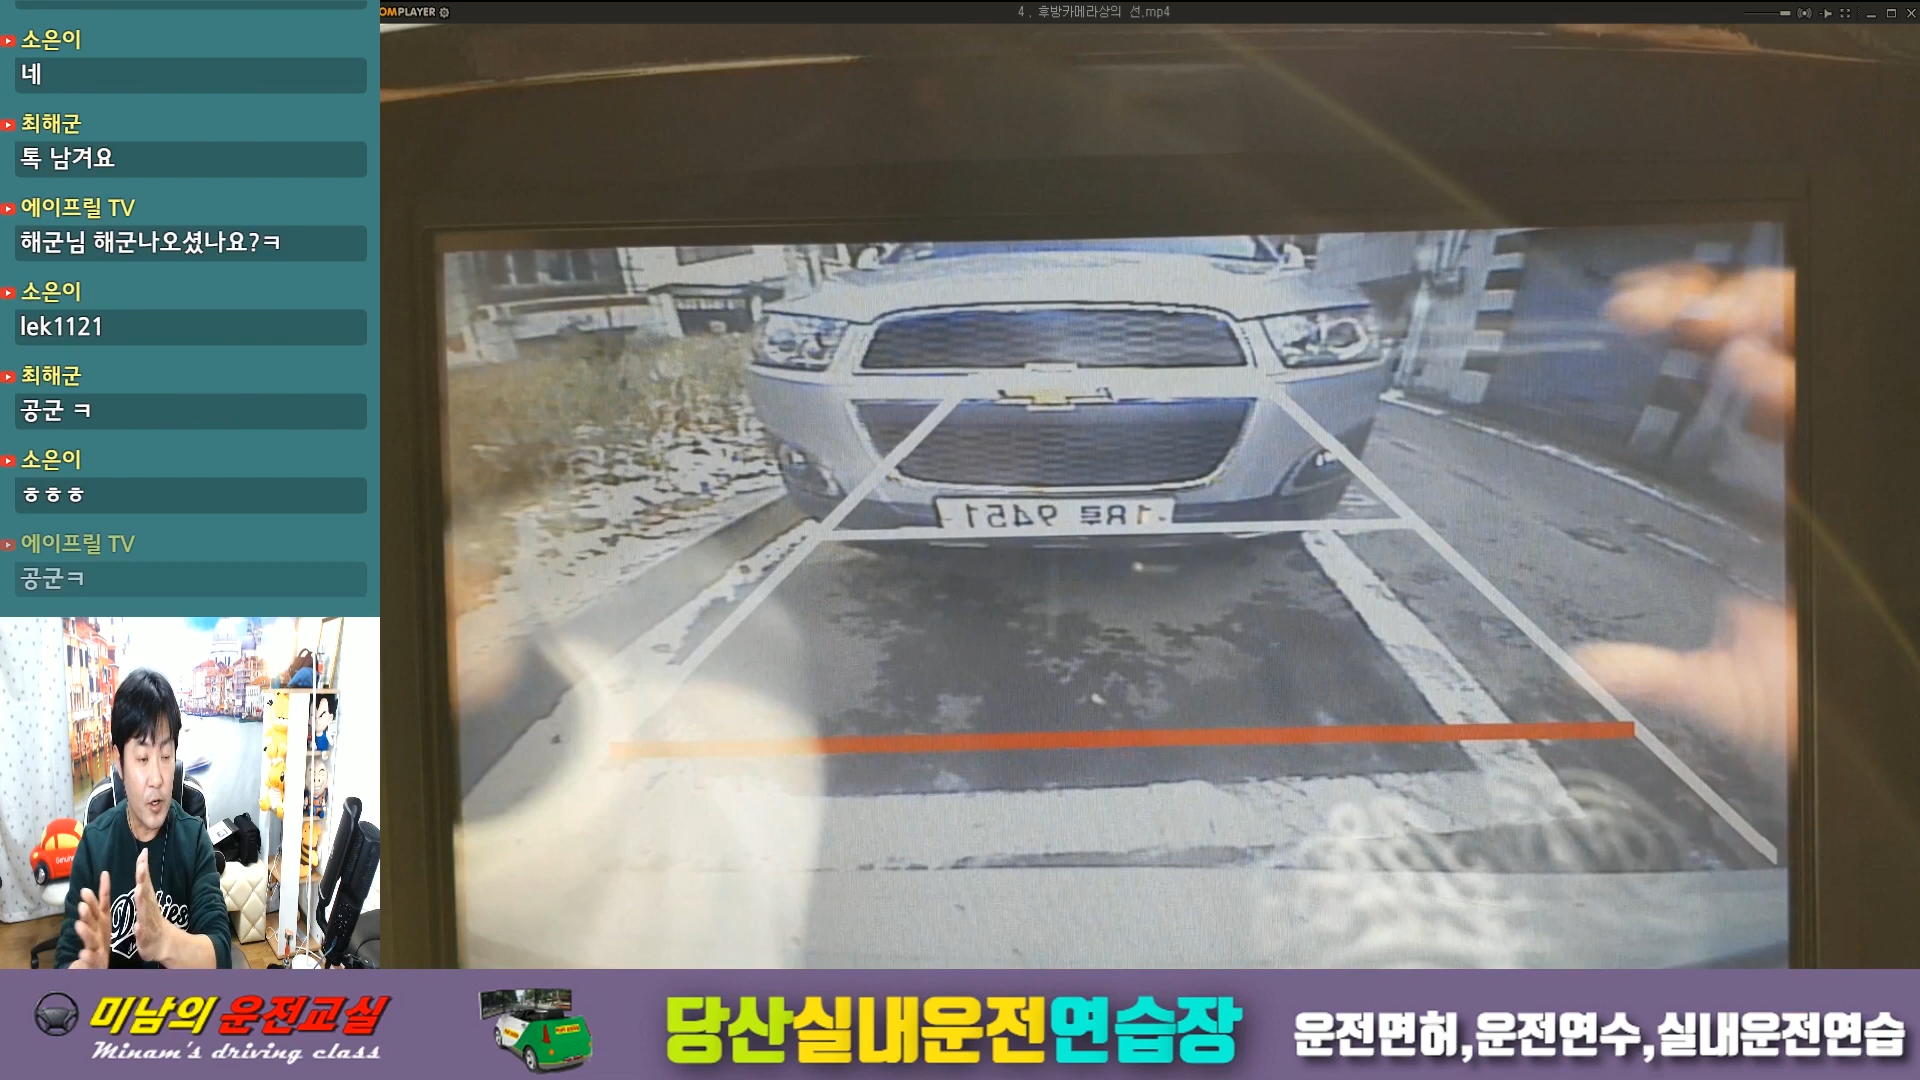 소은이
네
최해군
톡 남겨요
에이프릴 TV
해군님 해군나오셨나요?ㅋ
소은이
lek1121
최해군
공군 ㅋ
소은이
ㅎㅎㅎ
에이프릴 TV
공군ㅋ
OMPLAYER
4. 후방카메라상의 선.mp4
18루 9451
미남의 운전교실
Minam's driving class
당산실내운전연습장
운전면허,운전연수,실내운전연습